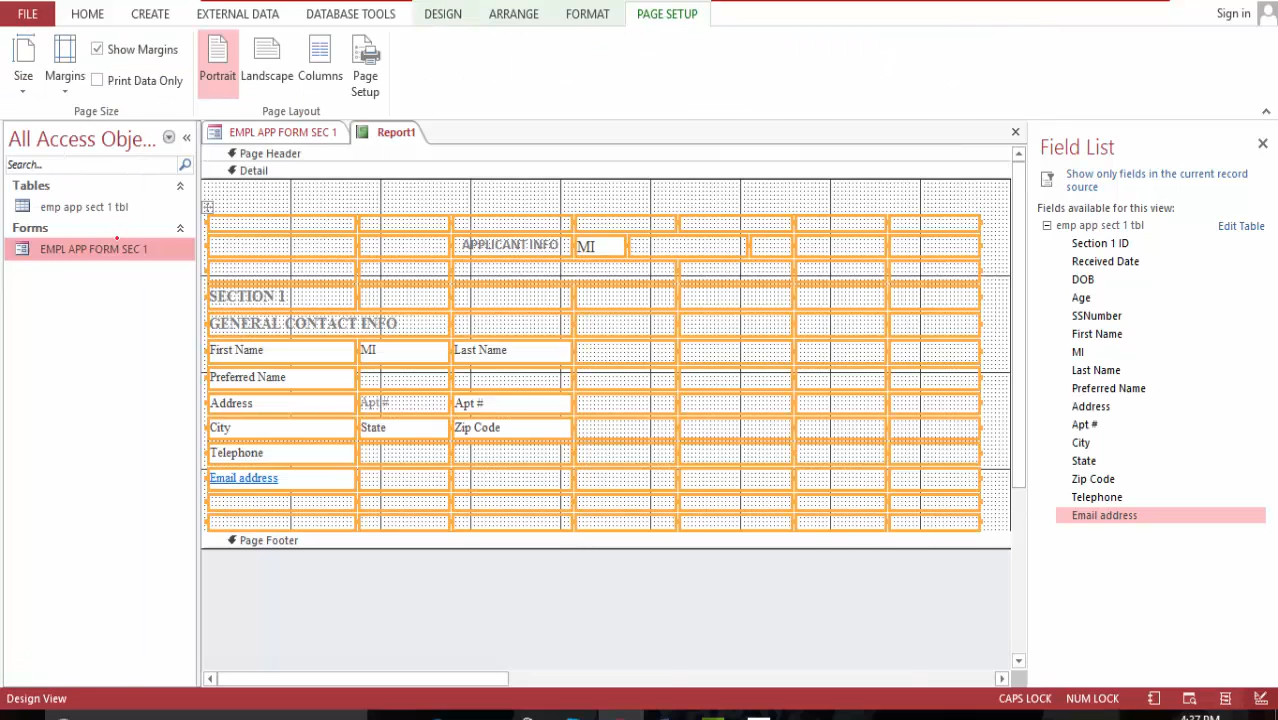 FILE HOME CREATE EXTERNAL DATA DATABASE TOOLS DESIGN ARRANGE FORMAT PAGE SETUP Sign in
Show Margins
Print Data Only
Size Margins Portrait Landscape Columns Page Setup
Page Size Page Layout
All Access Obje...
Search...
Tables
emp app sect 1 tbl
Forms
EMPL APP FORM SEC 1
EMPL APP FORM SEC 1 Report1
Page Header
Detail
APPLICANT INFO MI
SECTION 1
GENERAL CONTACT INFO
First Name MI Last Name
Preferred Name
Address Apt # Apt #
City State Zip Code
Telephone
Email address
Page Footer
Field List
Show only fields in the current record
source
Fields available for this view:
emp app sect 1 tbl Edit Table
Section 1 ID
Received Date
DOB
Age
SSNumber
First Name
MI
Last Name
Preferred Name
Address
Apt #
City
State
Zip Code
Telephone
Email address
Design View CAPS LOCK NUM LOCK
4:37 PM